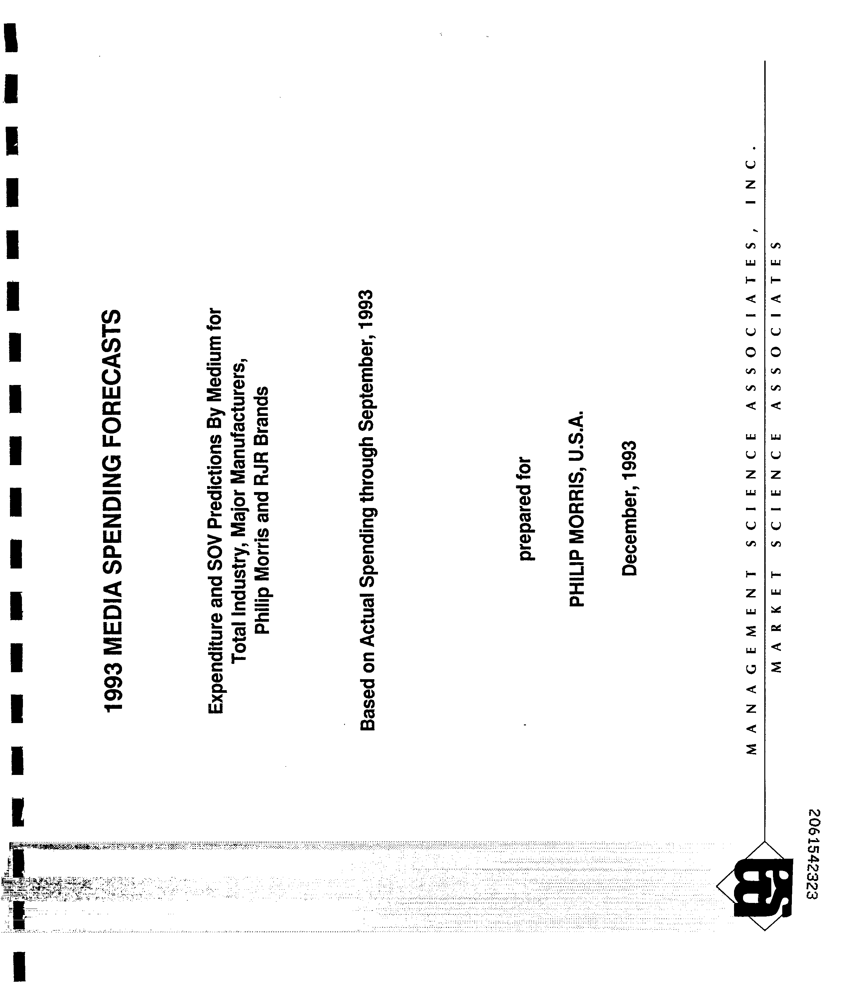 1993 MEDIA SPENDING FORECASTS
Expenditure and SOV Predictions By Medium for
Total Industry, Major Manufacturers,
Philip Morris and RJR Brands
Based on Actual Spending through September, 1993
prepared for
PHILIP MORRIS, U.S.A.
December, 1993
MANAGEMENT SCIENCE ASSOCIATES, INC.
MARKET SCIENCE ASSOCIATES
msa
2061542323